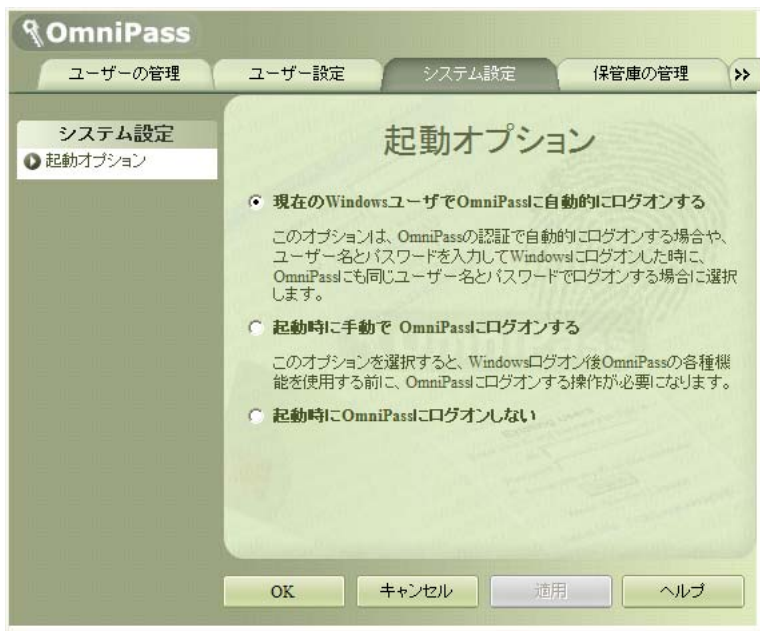 OmniPass
ユーザーの管理
ユーザー設定
システム設定
保管庫の管理
システム設定
起動オプション
起動オプション
現在のWindowsユーザでOmniPassに自動的にログオンする
このオプションは、OmniPassの認証で自動的にログオンする場合や、
ユーザー名とパスワードを入力してWindowsにログオンした時に、
OmniPassにも同じユーザー名とパスワードでログオンする場合に選択
します。
起動時に手動で OmniPassにログオンする
このオプションを選択すると、Windowsログオン後OmniPassの各種機
能を使用する前に、OmniPassにログオンする操作が必要になります。
起動時にOmniPassにログオンしない
OK
キャンセル
適用
ヘルプ